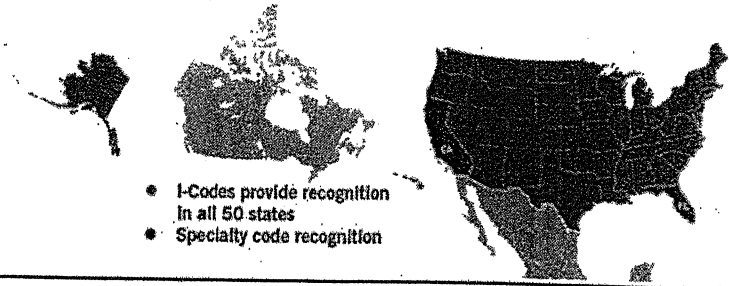 I-Codes provide recognition
in all 50 states
Specialty code recognition